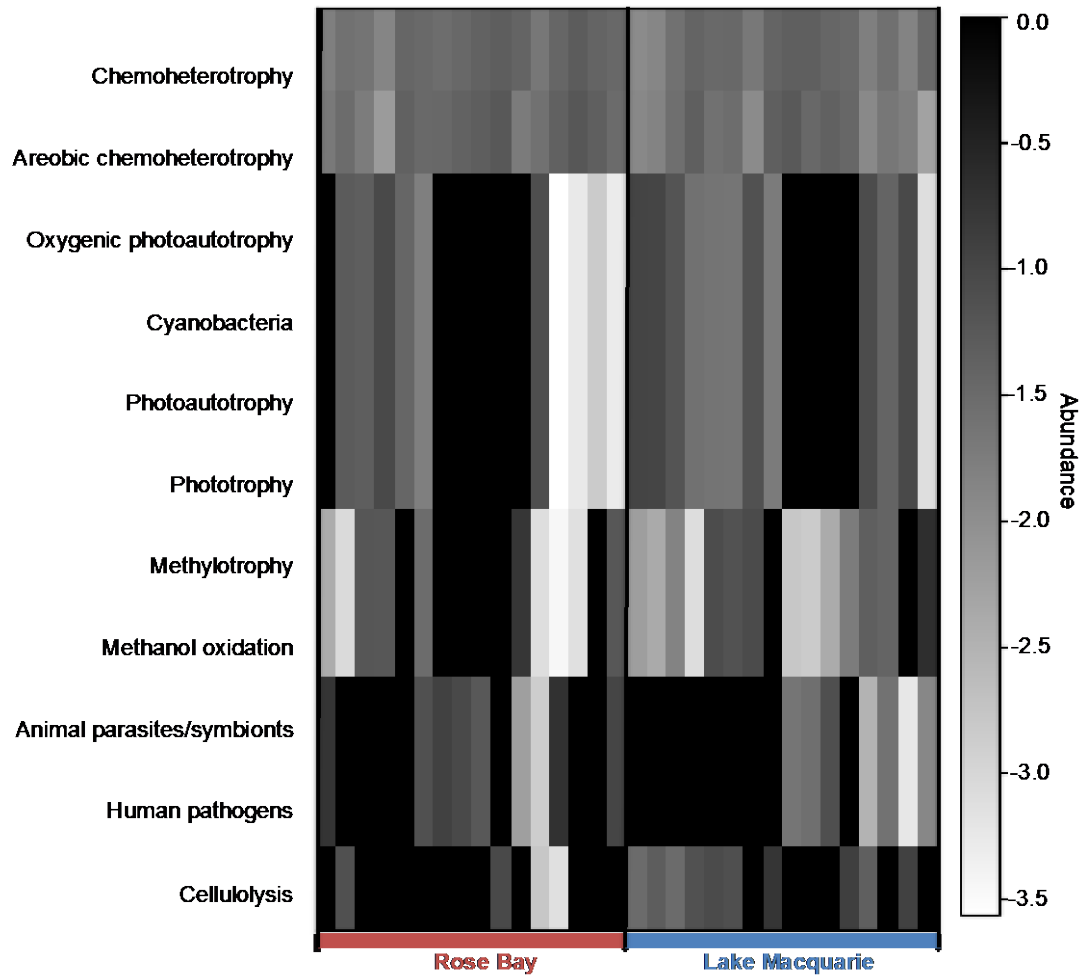 Chemoheterotrophy
Areobic chemoheterotrophy
Oxygenic photoautotrophy
Cyanobacteria
Photoautotrophy
Phototrophy
Methylotrophy
Methanol oxidation
Animal parasites/symbionts
Human pathogens
Cellulolysis
Rose Bay
Lake Macquarie
0.0
-0.5
-1.0
-1.5
-2.0
-2.5
-3.0
-3.5
Abundance